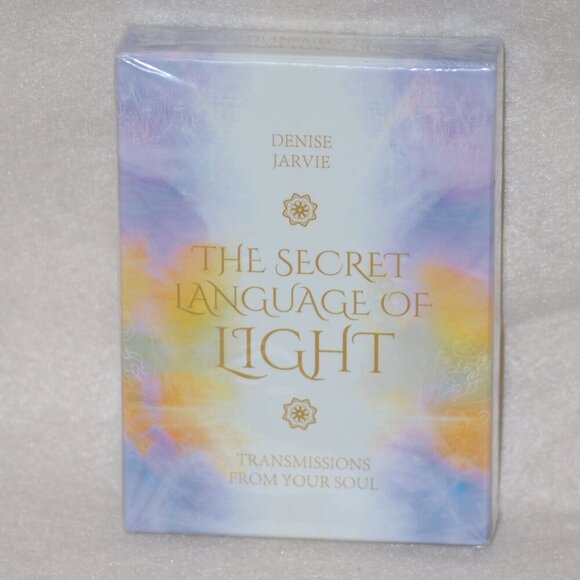 DENISE
JARVIE
THE SECRET
LANGUAGE OF
LIGHT
TRANSMISSIONS
FROM YOUR SOUL